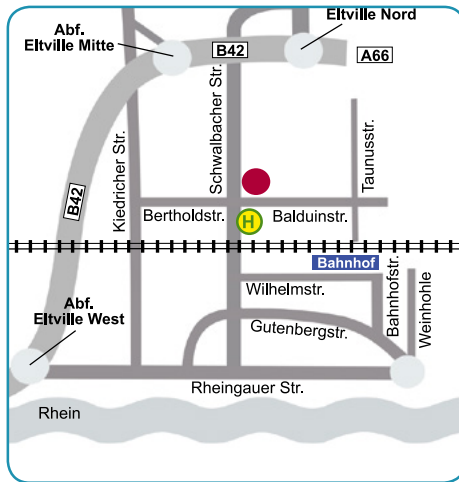 Abf.
Eltville Mitte
Eltville Nord
B42
A66
Kiedricher Str.
Schwalbacher Str.
Taunusstr.
B42
Bertholdstr.
H
Balduinstr.
Bahnhof
Wilhelmstr.
Bahnhofstr.
Weinhohle
Abf.
Eltville West
Gutenbergstr.
Rheingauer Str.
Rhein